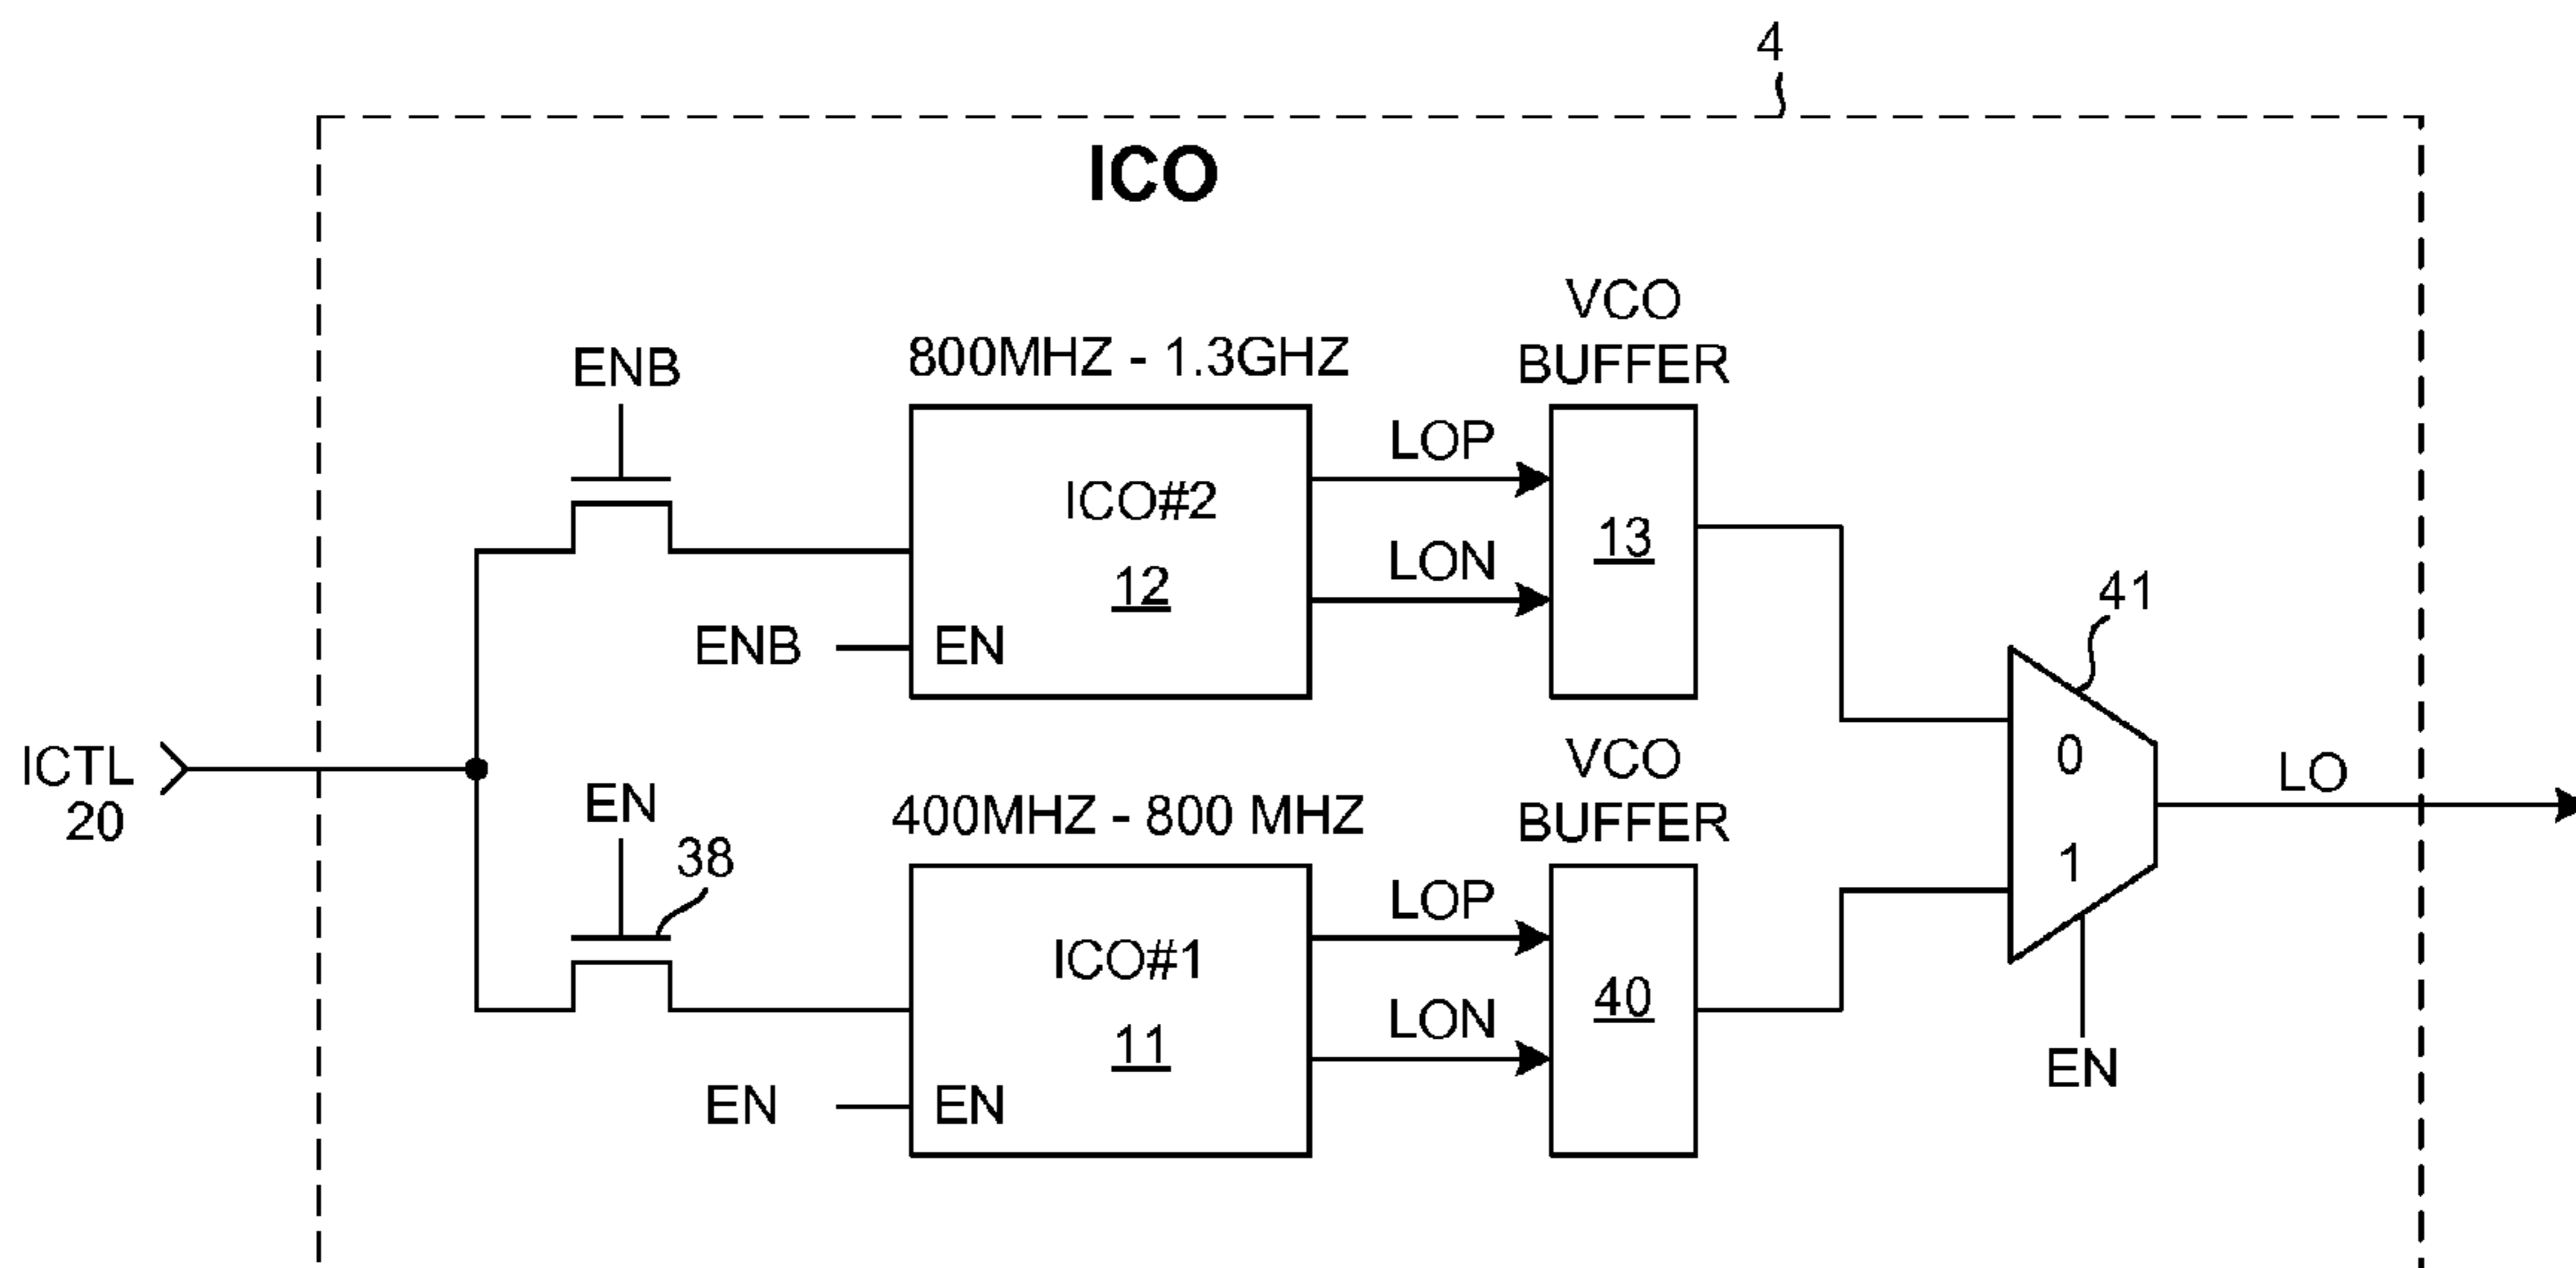 4
ICO
VCO
BUFFER
800MHZ - 1.3GHZ
ENB
LOP
ICO#2
13
LON
12
41
ENB
EN
VCO
BUFFER
ICTL
20
0
LO
EN
400MHZ - 800 MHZ
38
1
LOP
ICO#1
40
LON
11
EN
EN
EN